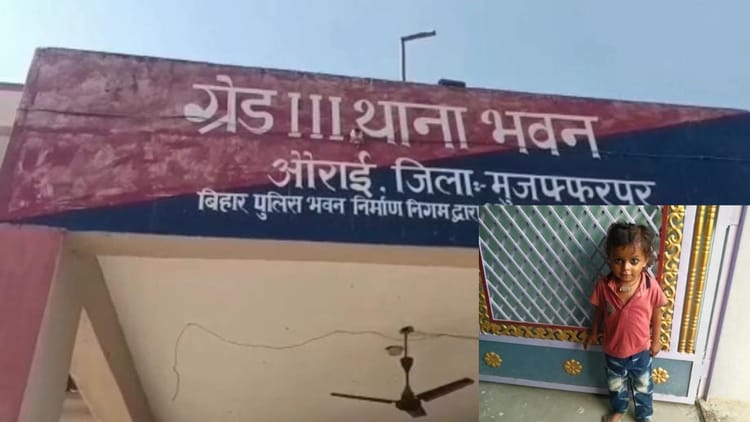 ग्रेड III थाना भवन
औराई, जिला:- मुजफ्फरपुर
बिहार पुलिस भवन निर्माण निगम द्वारा